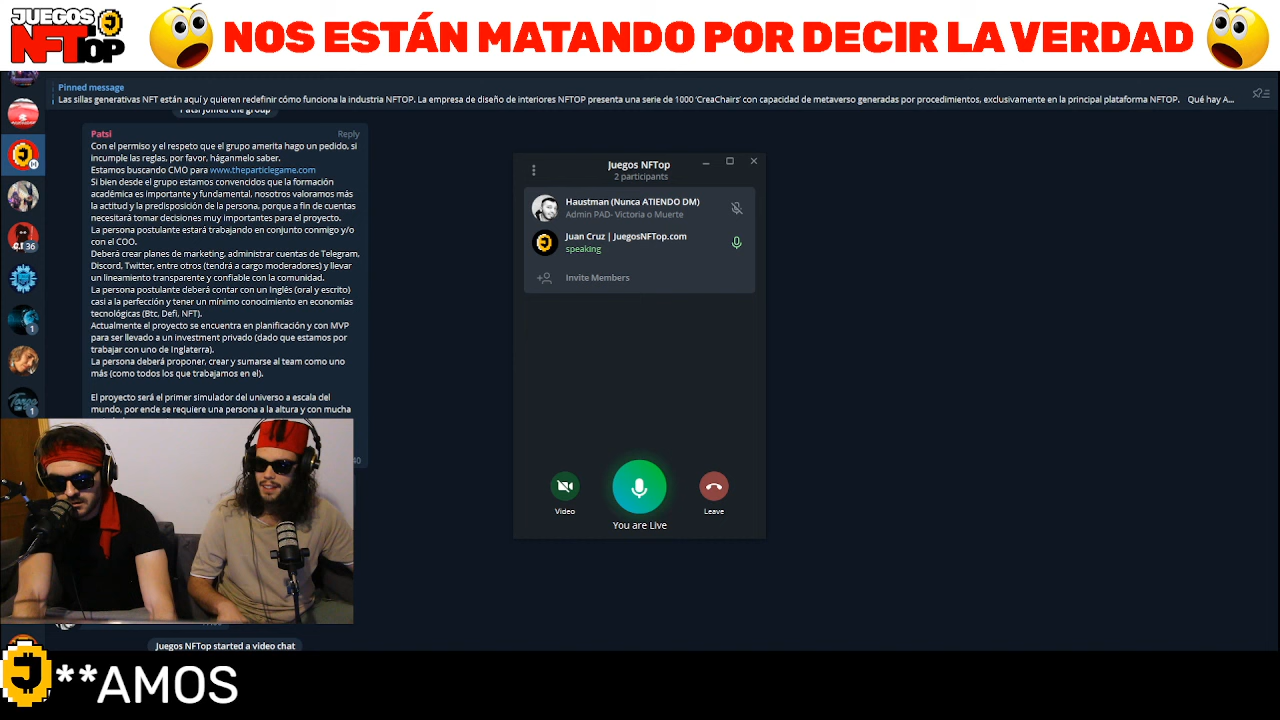 JUEGOS
NFTOP
NOS ESTÁN MATANDO POR DECIR LA VERDAD
Pinned message
Las sillas generativas NFT están aquí y quieren redefinir cómo funciona la industria NFTOP. La empresa de diseño de interiores NFTOP presenta una serie de 1000 'CreaChairs' con capacidad de metaverso generadas por procedimientos, exclusivamente en la principal plataforma NFTOP. Qué hay A...
Patsi joined the group
Patsi
Reply
Con el permiso y el respeto que el grupo amerita hago un pedido, si
incumple las reglas, por favor, háganmelo saber.
Estamos buscando CMO para www.theparticlegame.com
Si bien desde el grupo estamos convencidos que la formación
académica es importante y fundamental, nosotros valoramos más
la actitud y la predisposición de la persona, porque a fin de cuentas
necesitará tomar decisiones muy importantes para el proyecto.
La persona postulante estará trabajando en conjunto conmigo y/o
con el COO.
Deberá crear planes de marketing, administrar cuentas de Telegram,
Discord, Twitter, entre otros (tendrá a cargo moderadores) y llevar
un lineamiento transparente y confiable con la comunidad.
La persona postulante deberá contar con un Inglés (oral y escrito)
casi a la perfección y tener un mínimo conocimiento en economías
tecnológicas (Btc, Defi, NFT).
Actualmente el proyecto se encuentra en planificación y con MVP
para ser llevado a un investment privado (dado que estamos por
trabajar con uno de Inglaterra).
La persona deberá proponer, crear y sumarse al team como uno
más (como todos los que trabajamos en el).
El proyecto será el primer simulador del universo a escala del
mundo, por ende se requiere una persona a la altura y con mucha
36
1
1
Juegos NFTop
2 participants
Haustman (Nunca ATIENDO DM)
Admin PAD- Victoria o Muerte
Juan Cruz | JuegosNFTop.com
speaking
Invite Members
Video
You are Live
Leave
Juegos NFTop started a video chat
**AMOS